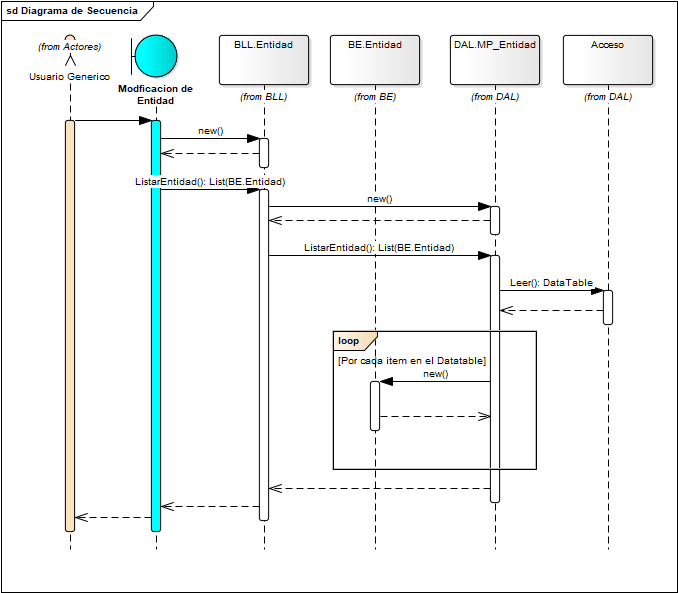 sd Diagrama de Secuencia
(from Actores)
Usuario Generico
Modficacion de
Entidad
BLL.Entidad
(from BLL)
BE.Entidad
(from BE)
DAL.MP_Entidad
(from DAL)
Acceso
(from DAL)
new()
ListarEntidad(): List(BE.Entidad)
new()
ListarEntidad(): List(BE.Entidad)
Leer(): DataTable
loop
[Por cada item en el Datatable]
new()